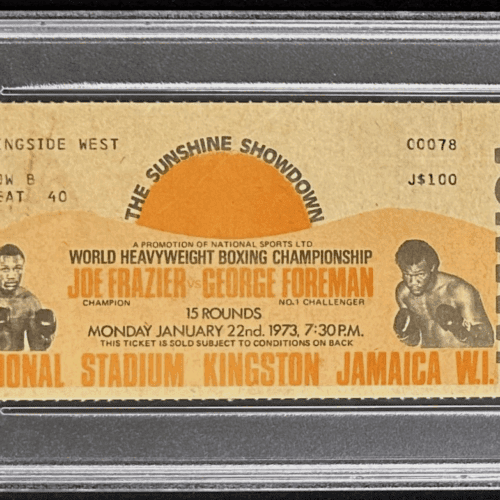 NGSIDE WEST
00078
W B
AT 40
J$100
THE SUNSHINE SHOWDOWN
A PROMOTION OF NATIONAL SPORTS LTD
WORLD HEAVYWEIGHT BOXING CHAMPIONSHIP
JOE FRAZIER VS GEORGE FOREMAN
CHAMPION NO.1 CHALLENGER
15 ROUNDS
MONDAY JANUARY 22nd. 1973, 7:30 P.M.
THIS TICKET IS SOLD SUBJECT TO CONDITIONS ON BACK
IONAL STADIUM KINGSTON JAMAICA W.I.